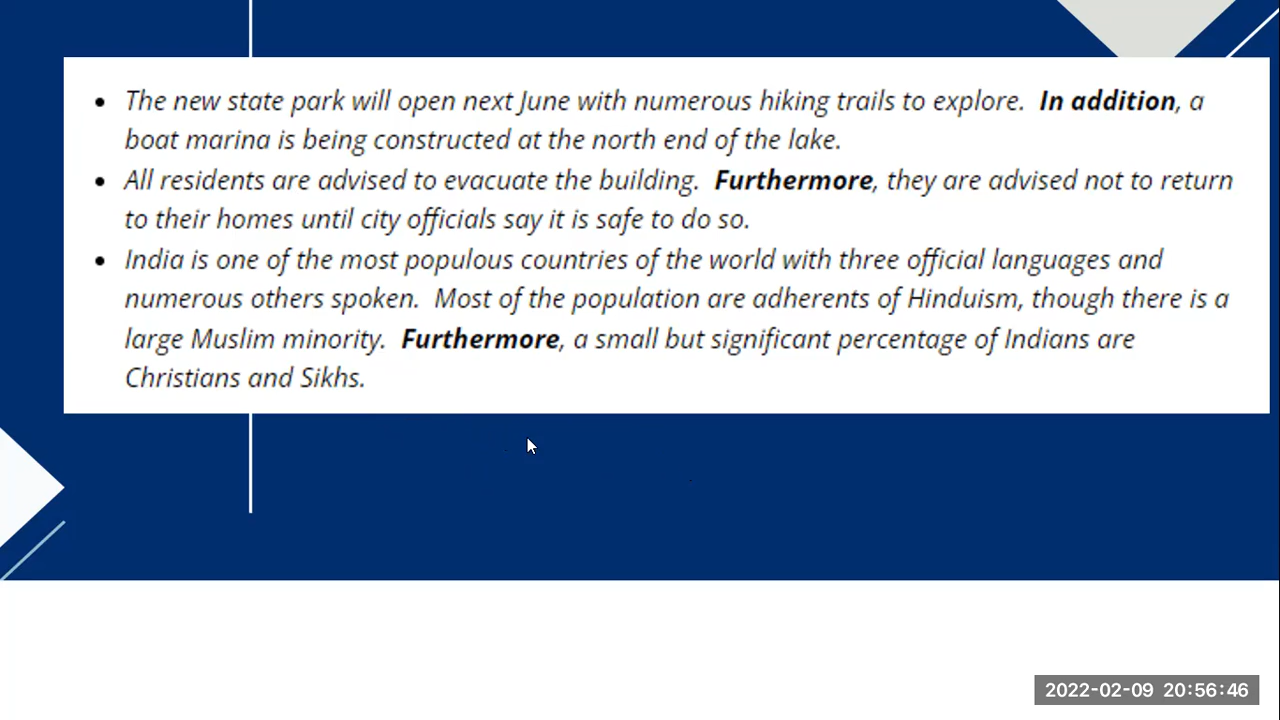 • The new state park will open next June with numerous hiking trails to explore.  In addition, a
boat marina is being constructed at the north end of the lake.
• All residents are advised to evacuate the building.  Furthermore, they are advised not to return
to their homes until city officials say it is safe to do so.
• India is one of the most populous countries of the world with three official languages and
numerous others spoken.  Most of the population are adherents of Hinduism, though there is a
large Muslim minority.  Furthermore, a small but significant percentage of Indians are
Christians and Sikhs.
2022-02-09  20:56:46